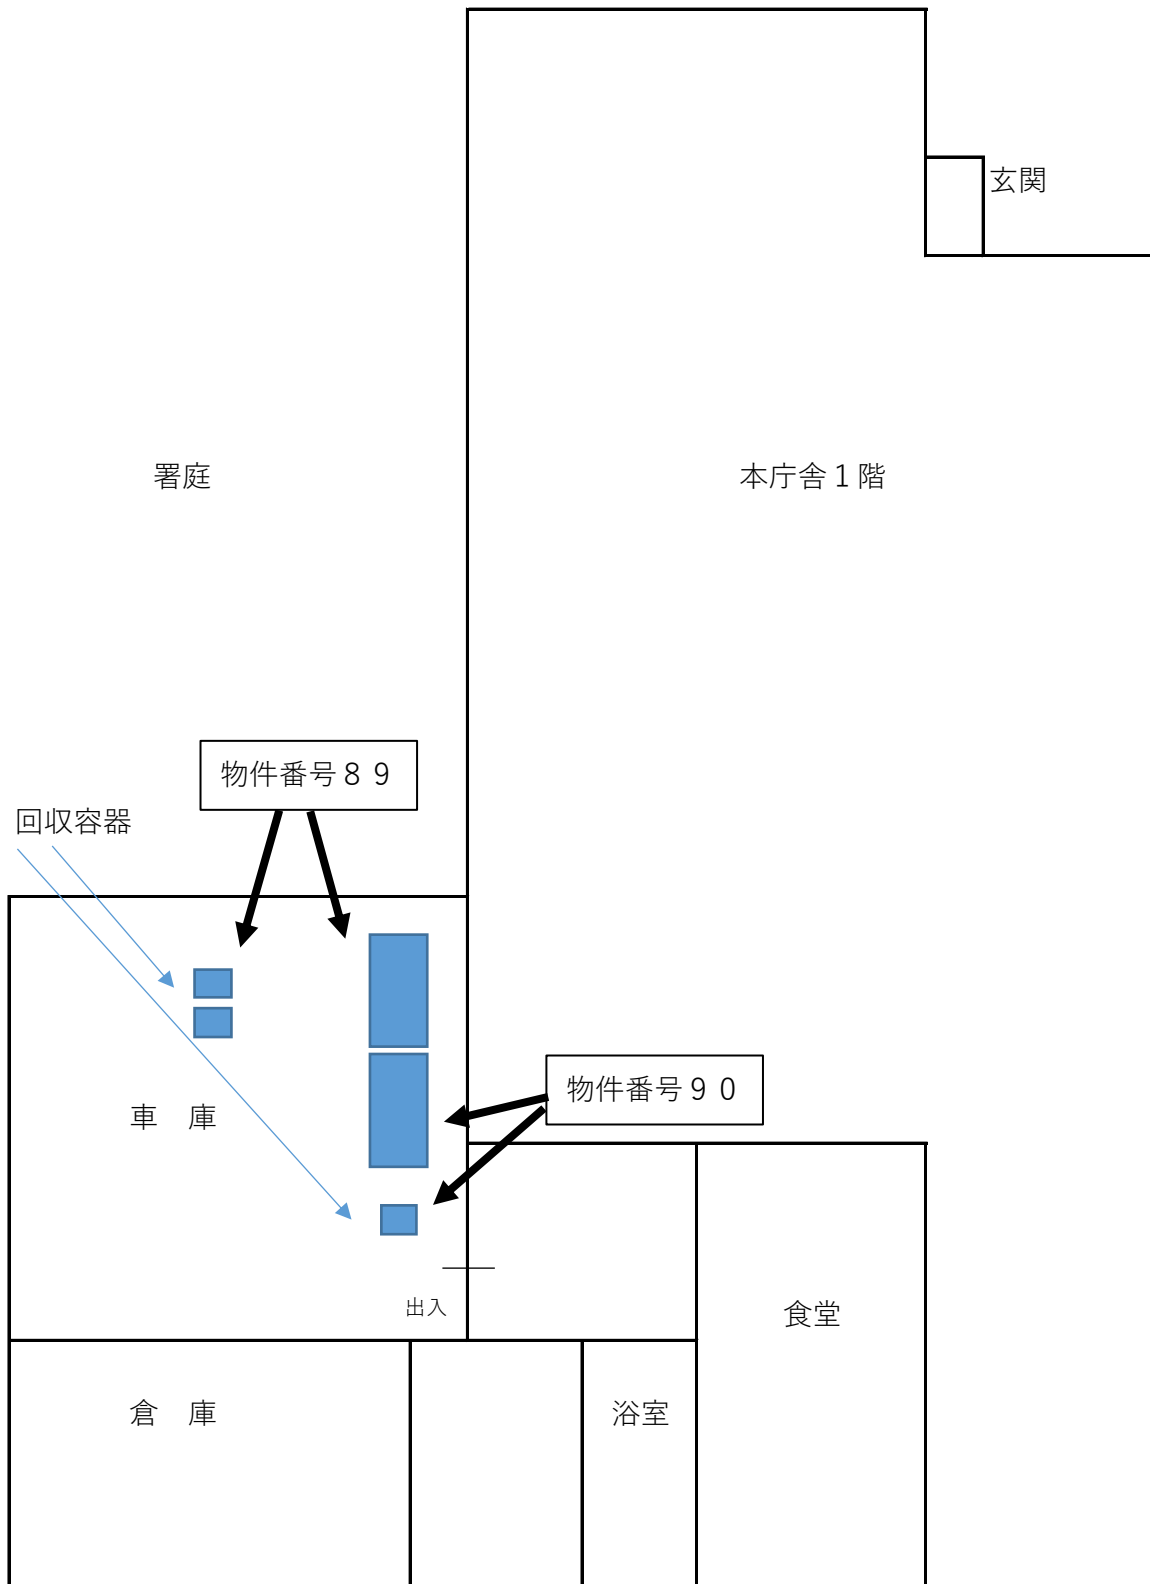 玄関
署庭
本庁舎１階
物件番号８９
回収容器
物件番号９０
車　庫
出入
食堂
倉　庫
浴室